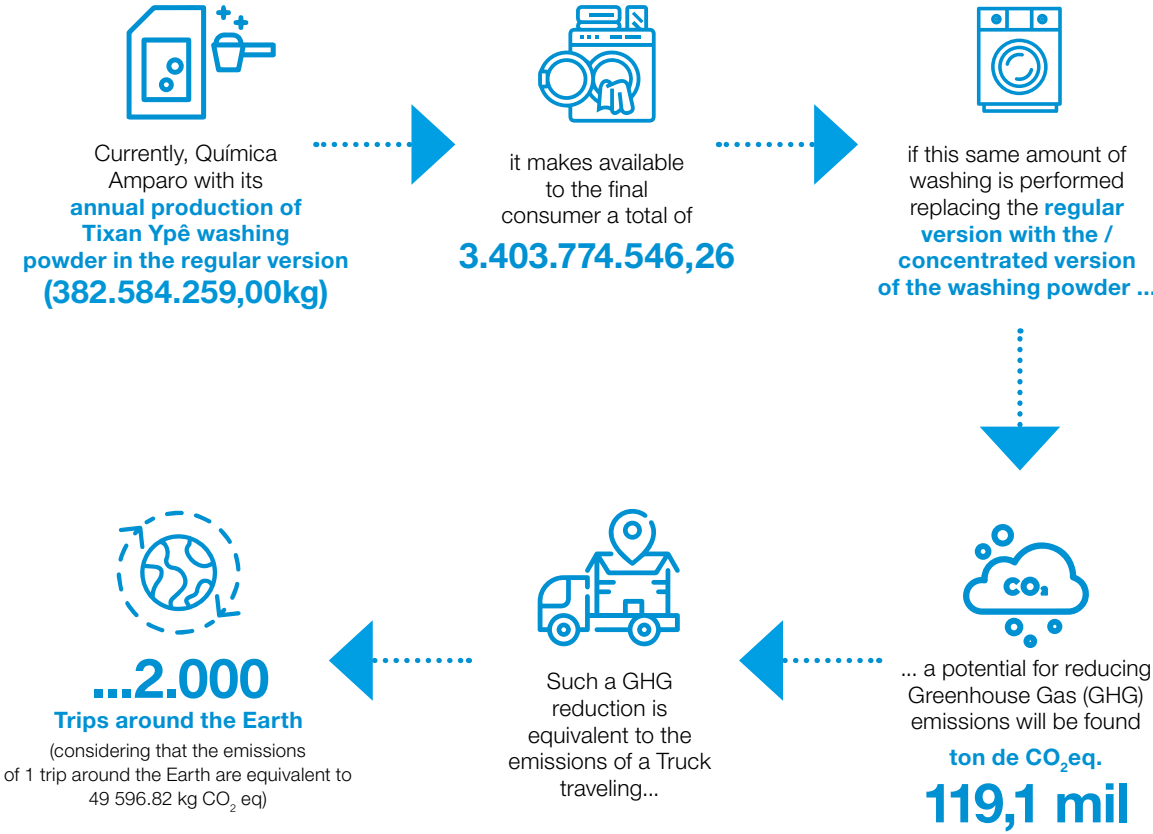 Currently, Química
Amparo with its
annual production of
Tixan Ypê washing
powder in the regular version
(382.584.259,00kg)
it makes available
to the final
consumer a total of
3.403.774.546,26
if this same amount of
washing is performed
replacing the regular
version with the /
concentrated version
of the washing powder ...
CO₂
... a potential for reducing
Greenhouse Gas (GHG)
emissions will be found
ton de CO₂eq.
119,1 mil
Such a GHG
reduction is
equivalent to the
emissions of a Truck
traveling...
...2.000
Trips around the Earth
(considering that the emissions
of 1 trip around the Earth are equivalent to
49 596.82 kg CO₂ eq)